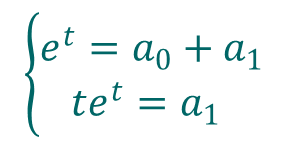 e^t = a_0 + a_1
te^t = a_1